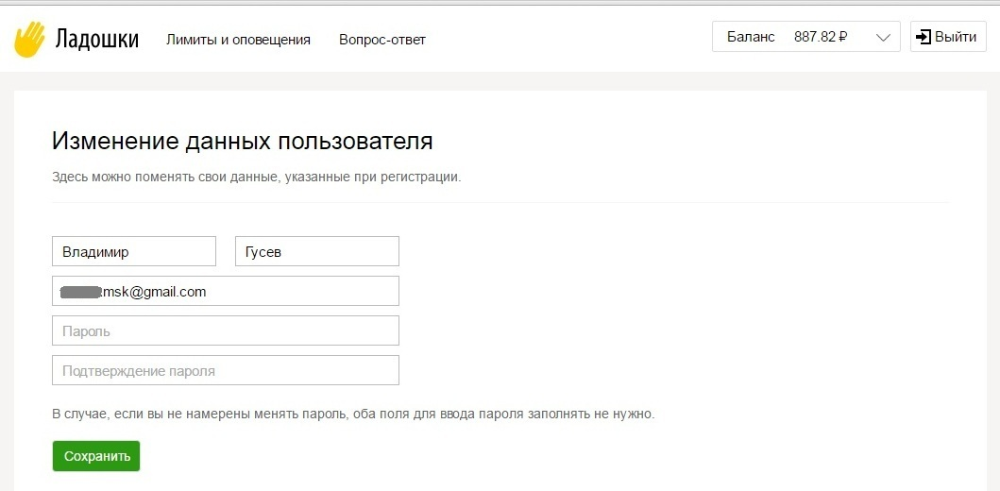 Ладошки Лимиты и оповещения Вопрос-ответ Баланс 887.82 ₽ Выйти
Изменение данных пользователя
Здесь можно поменять свои данные, указанные при регистрации.
Владимир Гусев
msk@gmail.com
Пароль
Подтверждение пароля
В случае, если вы не намерены менять пароль, оба поля для ввода пароля заполнять не нужно.
Сохранить